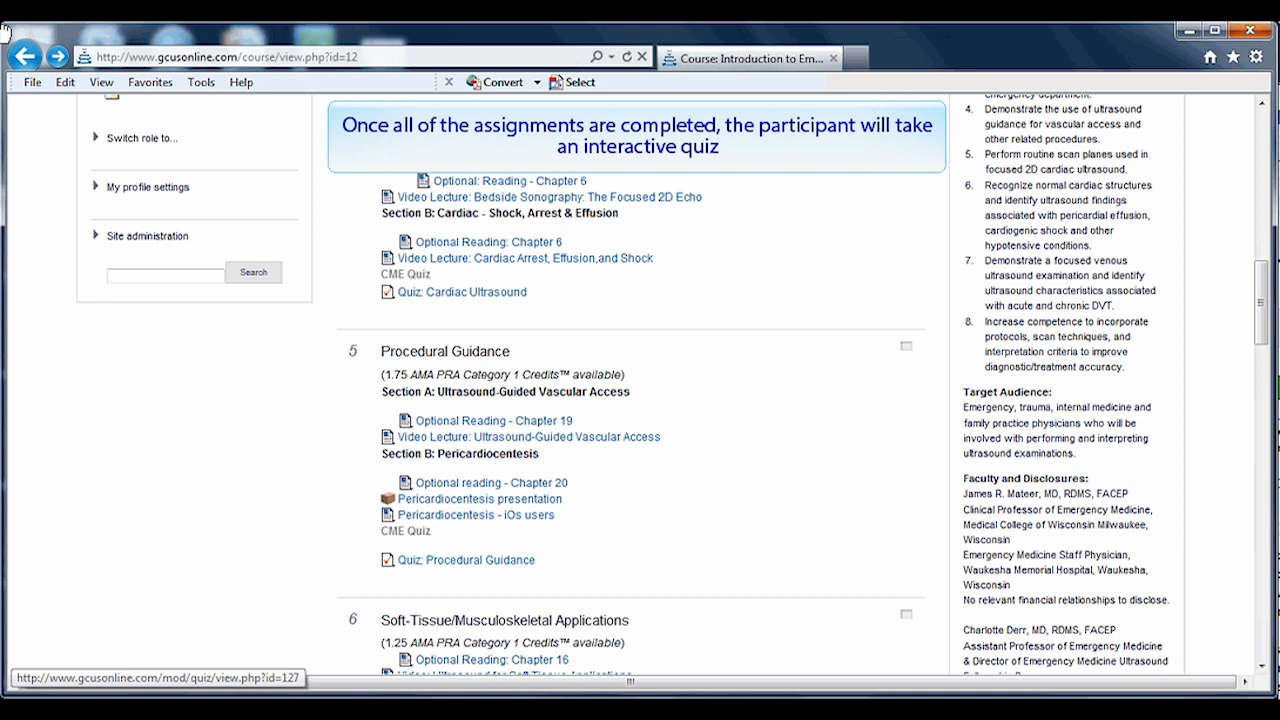 http://www.gcusonline.com/course/view.php?id=12
Course: Introduction to Em...
File Edit View Favorites Tools Help
Convert Select
Once all of the assignments are completed, the participant will take
an interactive quiz
Switch role to...
My profile settings
Site administration
Search
Optional: Reading - Chapter 6
Video Lecture: Bedside Sonography: The Focused 2D Echo
Section B: Cardiac - Shock, Arrest & Effusion
Optional Reading: Chapter 6
Video Lecture: Cardiac Arrest, Effusion,and Shock
CME Quiz
Quiz: Cardiac Ultrasound
5 Procedural Guidance
(1.75 AMA PRA Category 1 Credits™ available)
Section A: Ultrasound-Guided Vascular Access
Optional Reading - Chapter 19
Video Lecture: Ultrasound-Guided Vascular Access
Section B: Pericardiocentesis
Optional reading - Chapter 20
Pericardiocentesis presentation
Pericardiocentesis - iOs users
CME Quiz
Quiz: Procedural Guidance
6 Soft-Tissue/Musculoskeletal Applications
(1.25 AMA PRA Category 1 Credits™ available)
Optional Reading: Chapter 16
emergency department.
4. Demonstrate the use of ultrasound
guidance for vascular access and
other related procedures.
5. Perform routine scan planes used in
focused 2D cardiac ultrasound.
6. Recognize normal cardiac structures
and identify ultrasound findings
associated with pericardial effusion,
cardiogenic shock and other
hypotensive conditions.
7. Demonstrate a focused venous
ultrasound examination and identify
ultrasound characteristics associated
with acute and chronic DVT.
8. Increase competence to incorporate
protocols, scan techniques, and
interpretation criteria to improve
diagnostic/treatment accuracy.
Target Audience:
Emergency, trauma, internal medicine and
family practice physicians who will be
involved with performing and interpreting
ultrasound examinations.
Faculty and Disclosures:
James R. Mateer, MD, RDMS, FACEP
Clinical Professor of Emergency Medicine,
Medical College of Wisconsin Milwaukee,
Wisconsin
Emergency Medicine Staff Physician,
Waukesha Memorial Hospital, Waukesha,
Wisconsin
No relevant financial relationships to disclose.
Charlotte Derr, MD, RDMS, FACEP
Assistant Professor of Emergency Medicine
& Director of Emergency Medicine Ultrasound
http://www.gcusonline.com/mod/quiz/view.php?id=127